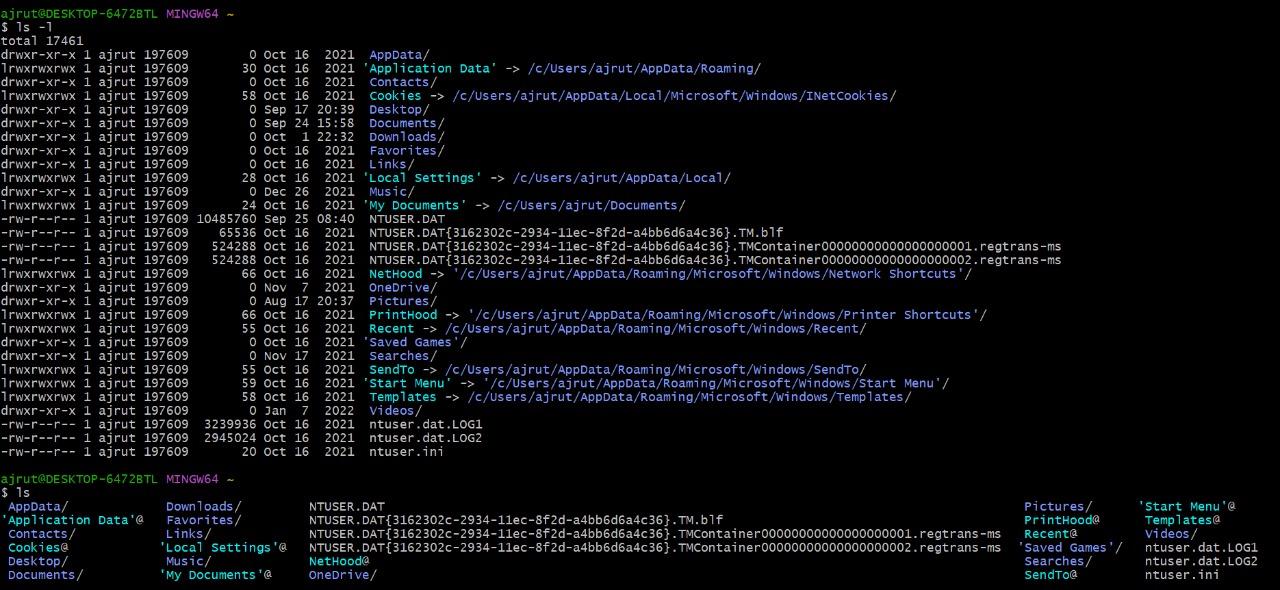 ajrut@DESKTOP-6472BTL MINGW64 ~
$ ls -l
total 17461
drwxr-xr-x 1 ajrut 197609        0 Oct 16  2021  AppData/
lrwxrwxrwx 1 ajrut 197609       30 Oct 16  2021 'Application Data' -> /c/Users/ajrut/AppData/Roaming/
drwxr-xr-x 1 ajrut 197609        0 Oct 16  2021  Contacts/
lrwxrwxrwx 1 ajrut 197609       58 Oct 16  2021  Cookies -> /c/Users/ajrut/AppData/Local/Microsoft/Windows/INetCookies/
drwxr-xr-x 1 ajrut 197609        0 Sep 17 20:39  Desktop/
drwxr-xr-x 1 ajrut 197609        0 Sep 24 15:58  Documents/
drwxr-xr-x 1 ajrut 197609        0 Oct  1 22:32  Downloads/
drwxr-xr-x 1 ajrut 197609        0 Oct 16  2021  Favorites/
drwxr-xr-x 1 ajrut 197609        0 Oct 16  2021  Links/
lrwxrwxrwx 1 ajrut 197609       28 Oct 16  2021 'Local Settings' -> /c/Users/ajrut/AppData/Local/
drwxr-xr-x 1 ajrut 197609        0 Dec 26  2021  Music/
lrwxrwxrwx 1 ajrut 197609       24 Oct 16  2021 'My Documents' -> /c/Users/ajrut/Documents/
-rw-r--r-- 1 ajrut 197609 10485760 Sep 25 08:40  NTUSER.DAT
-rw-r--r-- 1 ajrut 197609    65536 Oct 16  2021  NTUSER.DAT{3162302c-2934-11ec-8f2d-a4bb6d6a4c36}.TM.blf
-rw-r--r-- 1 ajrut 197609   524288 Oct 16  2021  NTUSER.DAT{3162302c-2934-11ec-8f2d-a4bb6d6a4c36}.TMContainer00000000000000000001.regtrans-ms
-rw-r--r-- 1 ajrut 197609   524288 Oct 16  2021  NTUSER.DAT{3162302c-2934-11ec-8f2d-a4bb6d6a4c36}.TMContainer00000000000000000002.regtrans-ms
lrwxrwxrwx 1 ajrut 197609       66 Oct 16  2021  NetHood -> '/c/Users/ajrut/AppData/Roaming/Microsoft/Windows/Network Shortcuts'/
drwxr-xr-x 1 ajrut 197609        0 Nov  7  2021  OneDrive/
drwxr-xr-x 1 ajrut 197609        0 Aug 17 20:37  Pictures/
lrwxrwxrwx 1 ajrut 197609       66 Oct 16  2021  PrintHood -> '/c/Users/ajrut/AppData/Roaming/Microsoft/Windows/Printer Shortcuts'/
lrwxrwxrwx 1 ajrut 197609       55 Oct 16  2021  Recent -> /c/Users/ajrut/AppData/Roaming/Microsoft/Windows/Recent/
drwxr-xr-x 1 ajrut 197609        0 Oct 16  2021 'Saved Games'/
drwxr-xr-x 1 ajrut 197609        0 Nov 17  2021  Searches/
lrwxrwxrwx 1 ajrut 197609       55 Oct 16  2021  SendTo -> /c/Users/ajrut/AppData/Roaming/Microsoft/Windows/SendTo/
lrwxrwxrwx 1 ajrut 197609       59 Oct 16  2021 'Start Menu' -> '/c/Users/ajrut/AppData/Roaming/Microsoft/Windows/Start Menu'/
lrwxrwxrwx 1 ajrut 197609       58 Oct 16  2021  Templates -> /c/Users/ajrut/AppData/Roaming/Microsoft/Windows/Templates/
drwxr-xr-x 1 ajrut 197609        0 Jan  7  2022  Videos/
-rw-r--r-- 1 ajrut 197609  3239936 Oct 16  2021  ntuser.dat.LOG1
-rw-r--r-- 1 ajrut 197609  2945024 Oct 16  2021  ntuser.dat.LOG2
-rw-r--r-- 1 ajrut 197609       20 Oct 16  2021  ntuser.ini
ajrut@DESKTOP-6472BTL MINGW64 ~
$ ls
AppData/ Downloads/ NTUSER.DAT Pictures/ 'Start Menu'@
'Application Data'@ Favorites/ NTUSER.DAT{3162302c-2934-11ec-8f2d-a4bb6d6a4c36}.TM.blf PrintHood@ Templates@
Contacts/ Links/ NTUSER.DAT{3162302c-2934-11ec-8f2d-a4bb6d6a4c36}.TMContainer00000000000000000001.regtrans-ms Recent@ Videos/
Cookies@ 'Local Settings'@ NTUSER.DAT{3162302c-2934-11ec-8f2d-a4bb6d6a4c36}.TMContainer00000000000000000002.regtrans-ms 'Saved Games'/ ntuser.dat.LOG1
Desktop/ Music/ NetHood@ Searches/ ntuser.dat.LOG2
Documents/ 'My Documents'@ OneDrive/ SendTo@ ntuser.ini